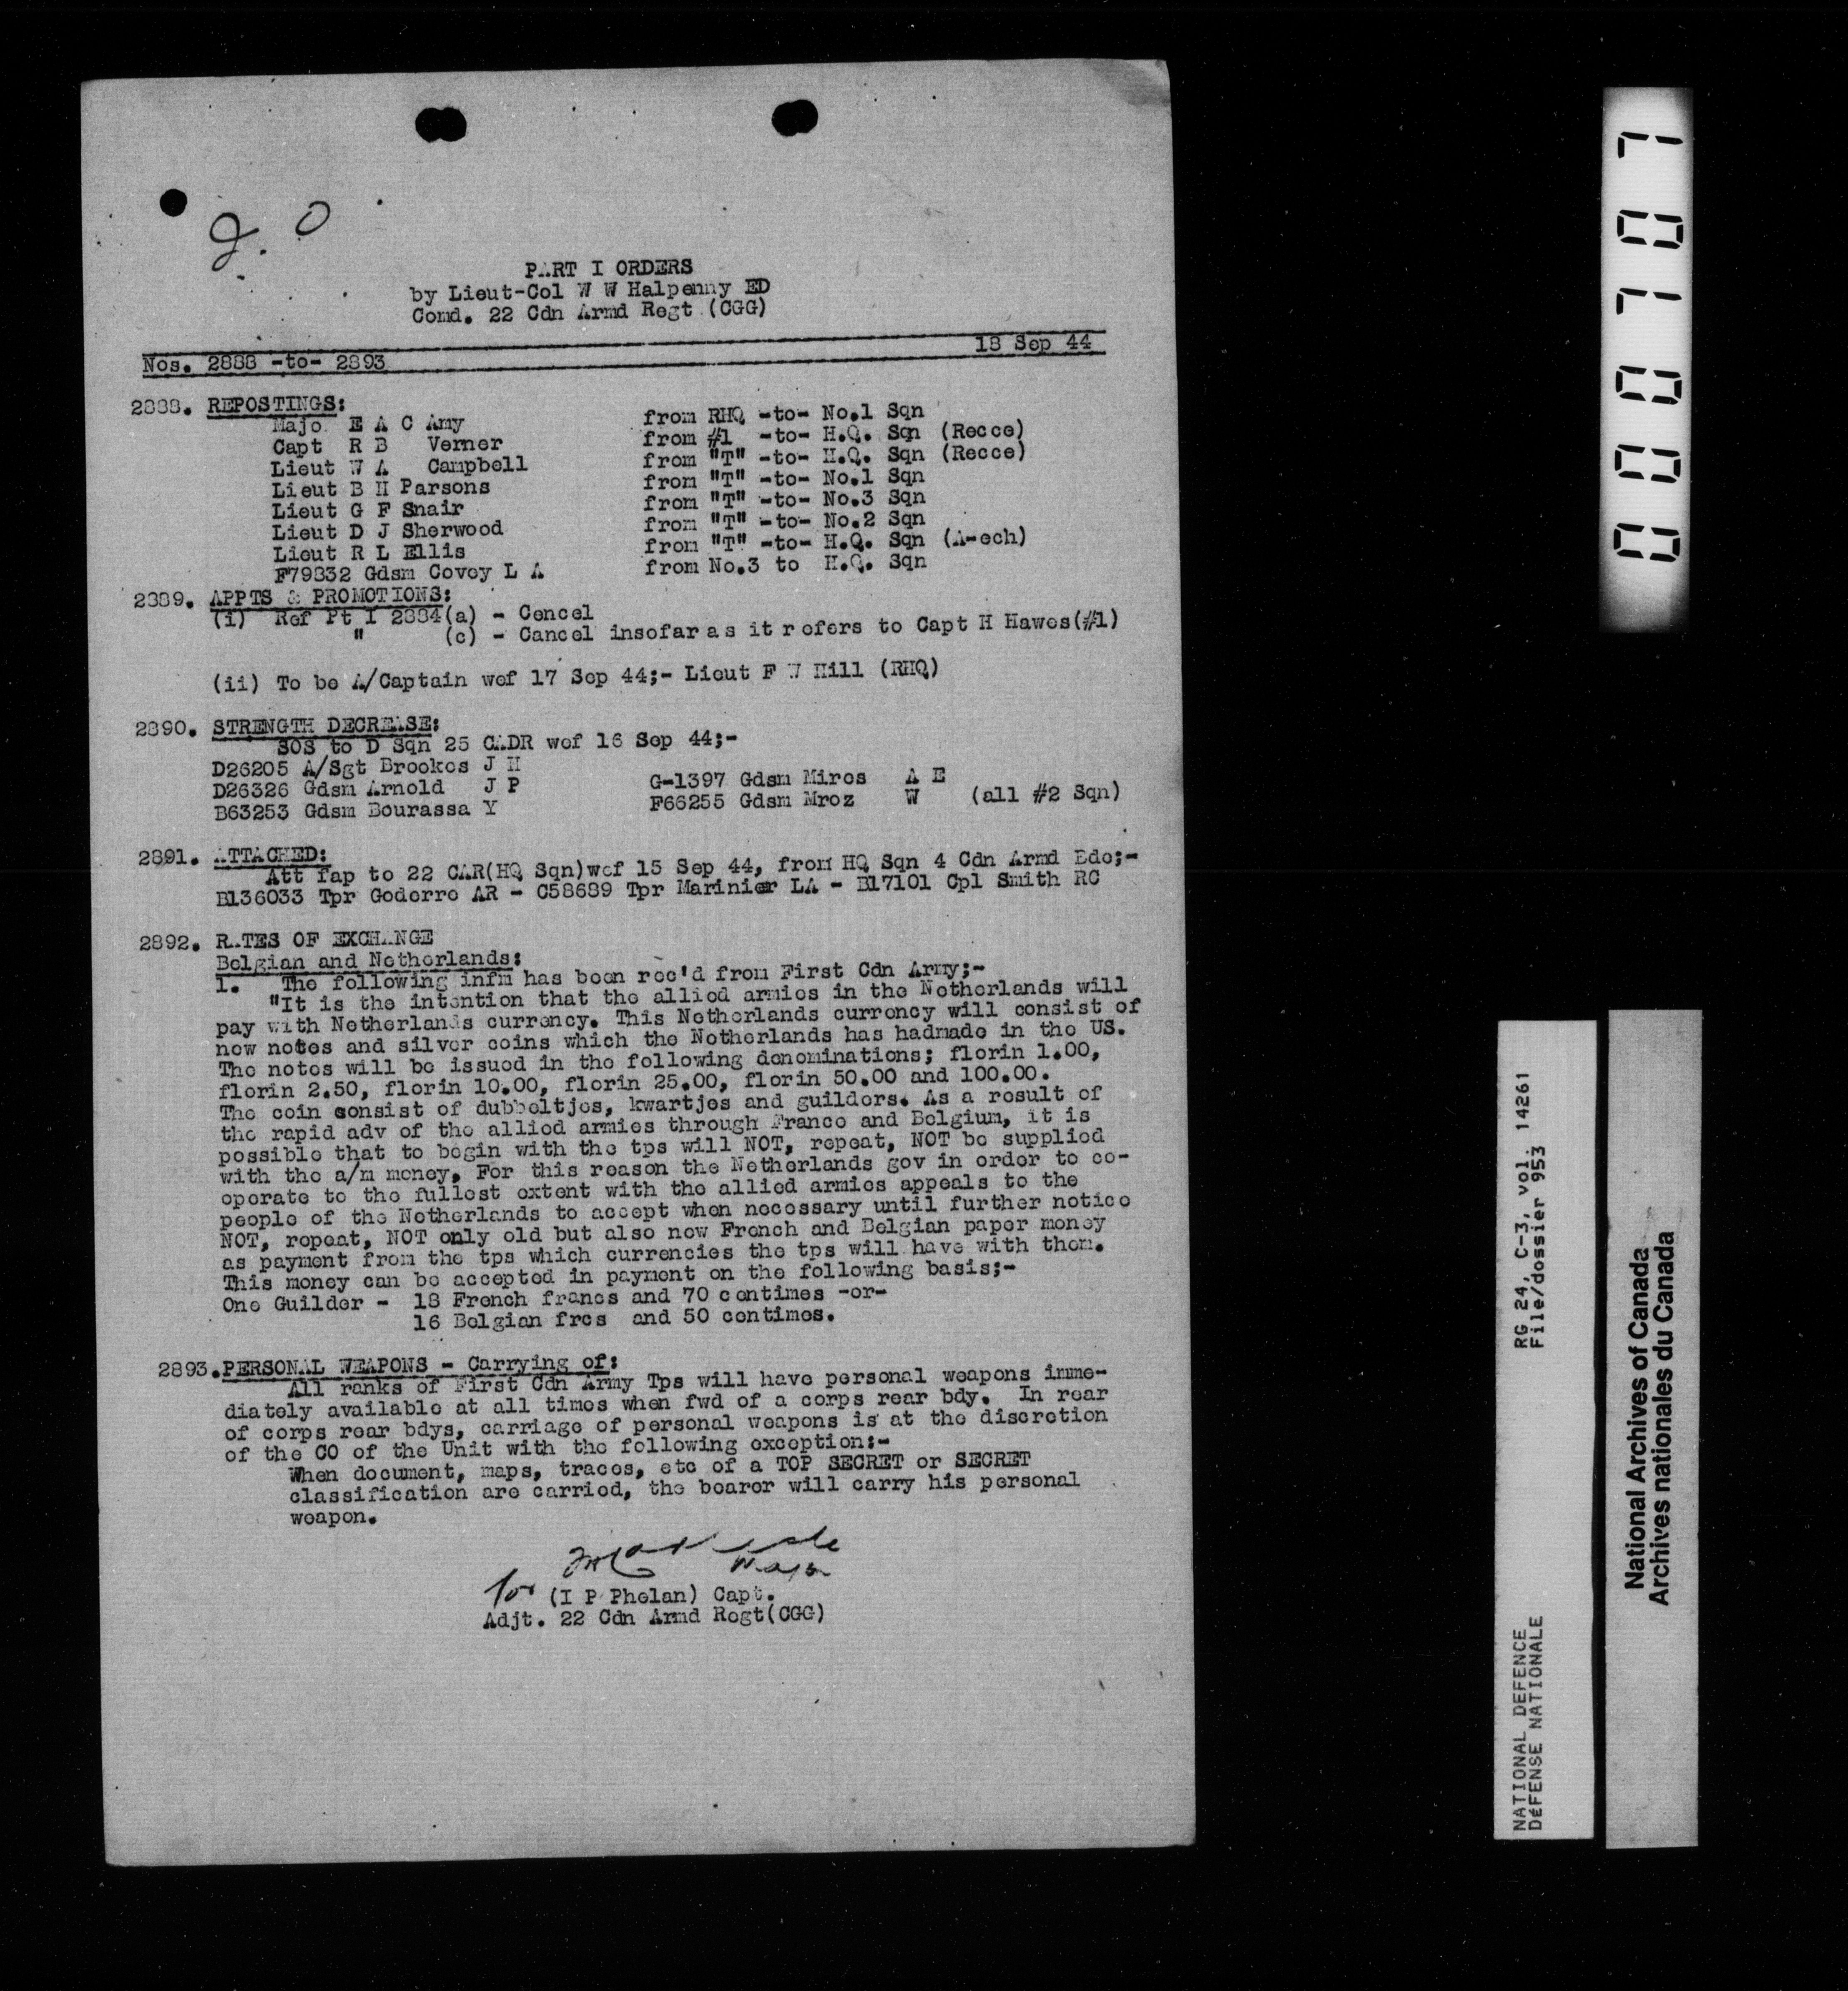 PART I ORDERS
by Lieut-Col W W Halpenny ED
Comd. 22 Cdn Armd Regt (CGG)
18 Sep 44
Nos. 2888 -to- 2893
2888. REPOSTINGS:
Majo E A C Amy from RHQ -to- No.1 Sqn
Capt R B Verner from #1 -to- H.Q. Sqn (Recce)
Lieut W A Campbell from "T" -to- H.Q. Sqn (Recce)
Lieut B H Parsons from "T" -to- No.1 Sqn
Lieut G F Snair from "T" -to- No.3 Sqn
Lieut D J Sherwood from "T" -to- No.2 Sqn
Lieut R L Ellis from "T" -to- H.Q. Sqn (A-ech)
F79832 Gdsm Covey L A from No.3 to H.Q. Sqn
2889. APPTS & PROMOTIONS:
(i) Ref Pt I 2884(a) - Cencel
" (c) - Cancel insofar as it refers to Capt H Hawes(#1)
(ii) To be A/Captain wef 17 Sep 44;- Lieut F W Hill (RHQ)
2890. STRENGTH DECREASE:
SOS to D Sqn 25 CADR wef 16 Sep 44;-
D26205 A/Sgt Brookes J H
D26326 Gdsm Arnold J P G-1397 Gdsm Mires A E
B63253 Gdsm Bourassa Y F66255 Gdsm Mroz W (all #2 Sqn)
2891. ATTACHED:
Att fap to 22 CAR(HQ Sqn)wef 15 Sep 44, from HQ Sqn 4 Cdn Armd Bde;-
B136033 Tpr Goderre AR - C58689 Tpr Marinier LA - B17101 Cpl Smith RC
2892. RATES OF EXCHANGE
Belgian and Netherlands:
1. The following infm has been rec'd from First Cdn Army;-
"It is the intention that the allied armies in the Netherlands will
pay with Netherlands currency. This Netherlands currency will consist of
new notes and silver coins which the Netherlands has hadmade in the US.
The notes will be issued in the following denominations; florin 1.00,
florin 2.50, florin 10.00, florin 25.00, florin 50.00 and 100.00.
The coin consist of dubbeltjes, kwartjes and guilders. As a result of
the rapid adv of the allied armies through France and Belgium, it is
possible that to begin with the tps will NOT, repeat, NOT be supplied
with the a/m money. For this reason the Netherlands gov in order to co-
operate to the fullest extent with the allied armies appeals to the
people of the Netherlands to accept when necessary until further notice
NOT, repeat, NOT only old but also new French and Belgian paper money
as payment from the tps which currencies the tps will have with them.
This money can be accepted in payment on the following basis;-
One Guilder - 18 French francs and 70 centimes -or-
16 Belgian frcs and 50 centimes.
2893. PERSONAL WEAPONS - Carrying of:
All ranks of First Cdn Army Tps will have personal weapons imme-
diately available at all times when fwd of a corps rear bdy. In rear
of corps rear bdys, carriage of personal weapons is at the discretion
of the CO of the Unit with the following exception:-
When document, maps, traces, etc of a TOP SECRET or SECRET
classification are carried, the bearer will carry his personal
weapon.
Major
for (I P Phelan) Capt.
Adjt. 22 Cdn Armd Regt(CGG)
000707
RG 24, C-3, vol. 14261
File/dossier 953
NATIONAL DEFENCE
DéFENSE NATIONALE
National Archives of Canada
Archives nationales du Canada